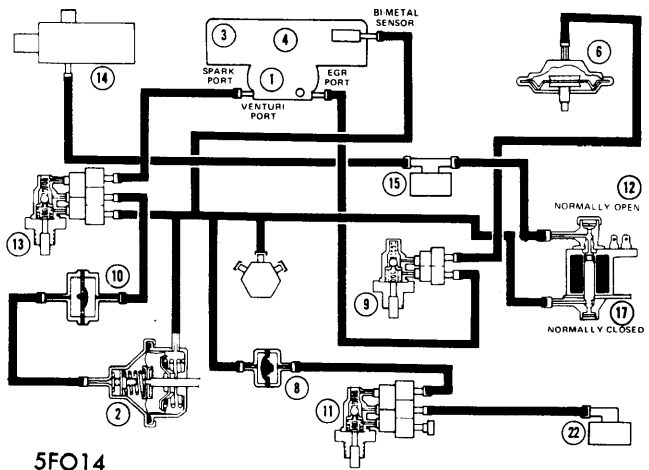 BI-METAL
SENSOR
3
4
6
14
SPARK
PORT
1
EGR
PORT
VENTURI
PORT
15
12
NORMALLY OPEN
13
10
9
17
NORMALLY CLOSED
2
8
11
22
5FO14